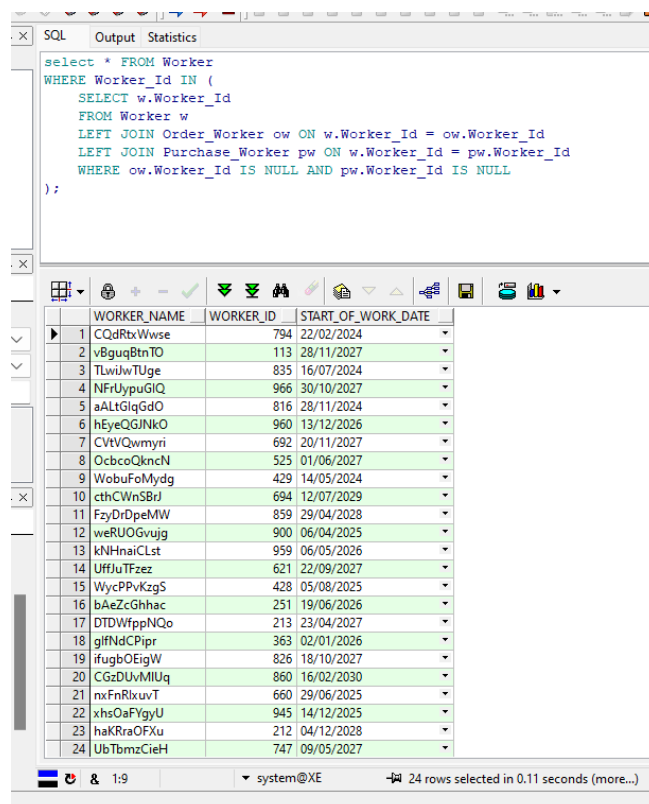 SQL Output Statistics
select * FROM Worker
WHERE Worker_Id IN (
    SELECT w.Worker_Id
    FROM Worker w
    LEFT JOIN Order_Worker ow ON w.Worker_Id = ow.Worker_Id
    LEFT JOIN Purchase_Worker pw ON w.Worker_Id = pw.Worker_Id
    WHERE ow.Worker_Id IS NULL AND pw.Worker_Id IS NULL
);
WORKER_NAME WORKER_ID START_OF_WORK_DATE
1 CQdRtxWwse 794 22/02/2024
2 vBguqBtnTO 113 28/11/2027
3 TLwiJwTUge 835 16/07/2024
4 NFrUypuGlQ 966 30/10/2027
5 aALtGlqGdO 816 28/11/2024
6 hEyeQGJNkO 960 13/12/2026
7 CVtVQwmyri 692 20/11/2027
8 OcbcoQkncN 525 01/06/2027
9 WobuFoMydg 429 14/05/2024
10 cthCWnSBrJ 694 12/07/2029
11 FzyDrDpeMW 859 29/04/2028
12 weRUOGvujg 900 06/04/2025
13 kNHnaiCLst 959 06/05/2026
14 UffJuTFzez 621 22/09/2027
15 WycPPvKzgS 428 05/08/2025
16 bAeZcGhhac 251 19/06/2026
17 DTDWfppNQo 213 23/04/2027
18 glfNdCPipr 363 02/01/2026
19 ifugbOEigW 826 18/10/2027
20 CGzDUvMlUq 860 16/02/2030
21 nxFnRlxuvT 660 29/06/2025
22 xhsOaFYgyU 945 14/12/2025
23 haKRraOFXu 212 04/12/2028
24 UbTbmzCieH 747 09/05/2027
& 1:9 system@XE 24 rows selected in 0.11 seconds (more...)